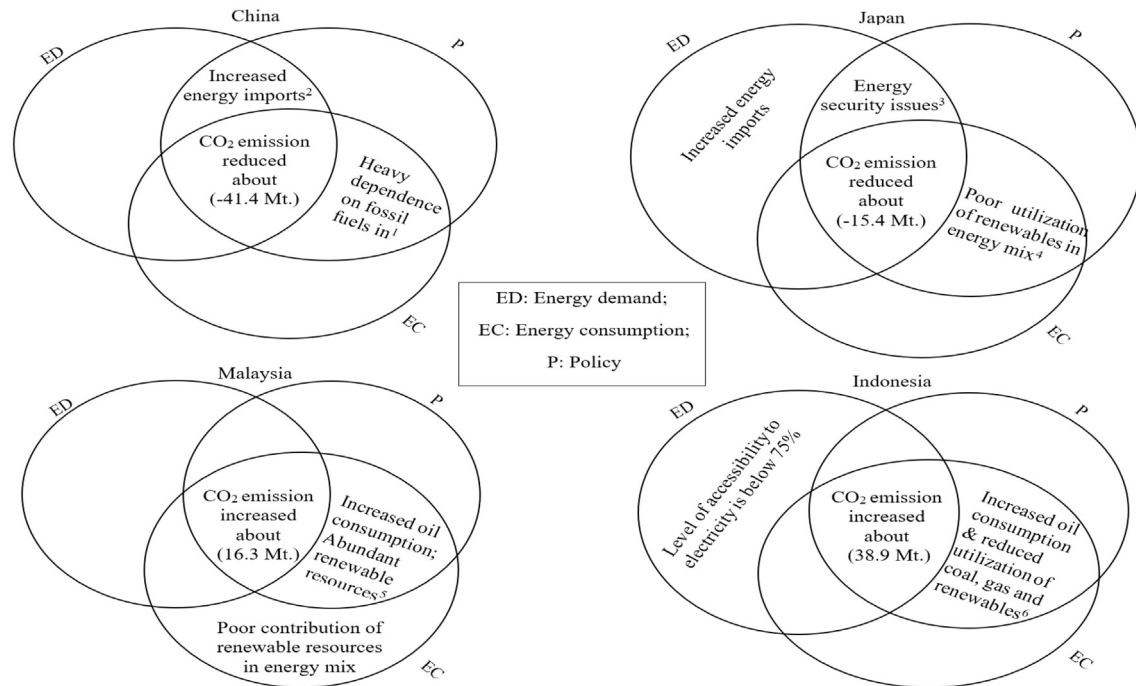 China
ED
P
Increased
energy imports²
CO₂ emission
reduced
about
(-41.4 Mt.)
Heavy
dependence
on fossil
fuels in¹
EC
Japan
ED
P
Increased energy
imports
Energy
security issues³
CO₂ emission
reduced
about
(-15.4 Mt.)
Poor utilization
of renewables in
energy mix⁴
EC
ED: Energy demand;
EC: Energy consumption;
P: Policy
Malaysia
ED
P
CO₂ emission
increased
about
(16.3 Mt.)
Increased oil
consumption;
Abundant
renewable
resources⁵
Poor contribution of
renewable resources
in energy mix
EC
Indonesia
ED
P
Level of accessibility to
electricity is below 75%
CO₂ emission
increased
about
(38.9 Mt.)
Increased oil
consumption
& reduced
utilization of
coal, gas and
renewables⁶
EC